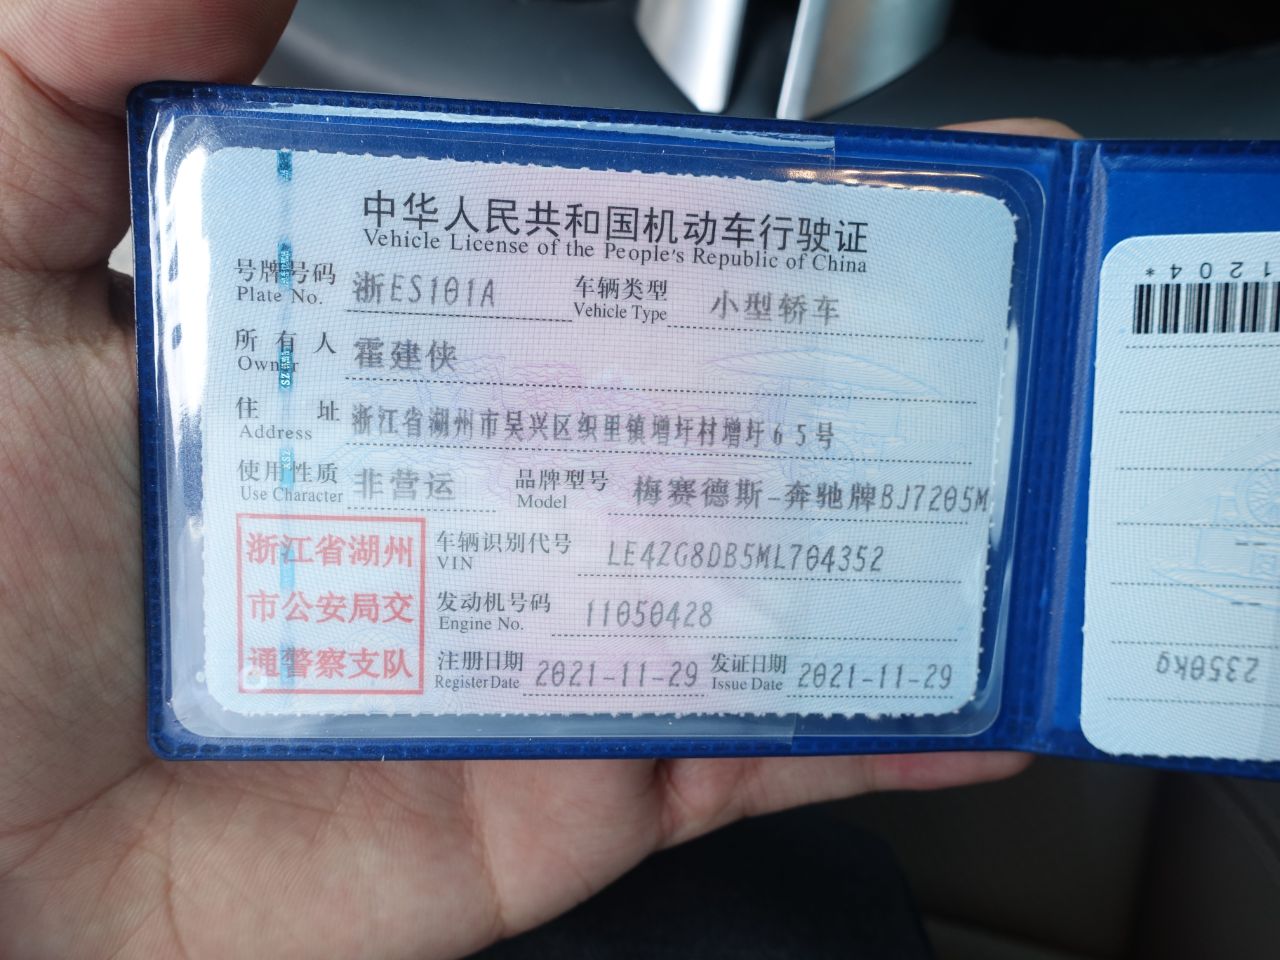 中华人民共和国机动车行驶证
Vehicle License of the People's Republic of China
号牌号码 浙ES101A 车辆类型 小型轿车
Plate No. Vehicle Type
所有人 霍建侠
Owner
住址 浙江省湖州市吴兴区织里镇增圩村增圩65号
Address
使用性质 非营运 品牌型号 梅赛德斯-奔驰牌BJ7205M
Use Character Model
浙江省湖州
市公安局交
通警察支队
车辆识别代号 LE4ZG8DB5ML704352
VIN
发动机号码 11050428
Engine No.
注册日期 2021-11-29 发证日期 2021-11-29
Register Date Issue Date
1204*
2350kg